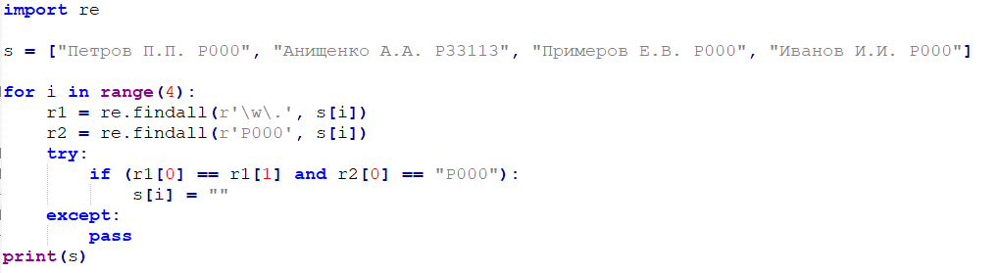 import re
s = ["Петров П.П. P000", "Анищенко А.А. P33113", "Примеров Е.В. P000", "Иванов И.И. P000"]
for i in range(4):
    r1 = re.findall(r'\w\.', s[i])
    r2 = re.findall(r'P000', s[i])
    try:
        if (r1[0] == r1[1] and r2[0] == "P000"):
            s[i] = ""
    except:
        pass
print(s)